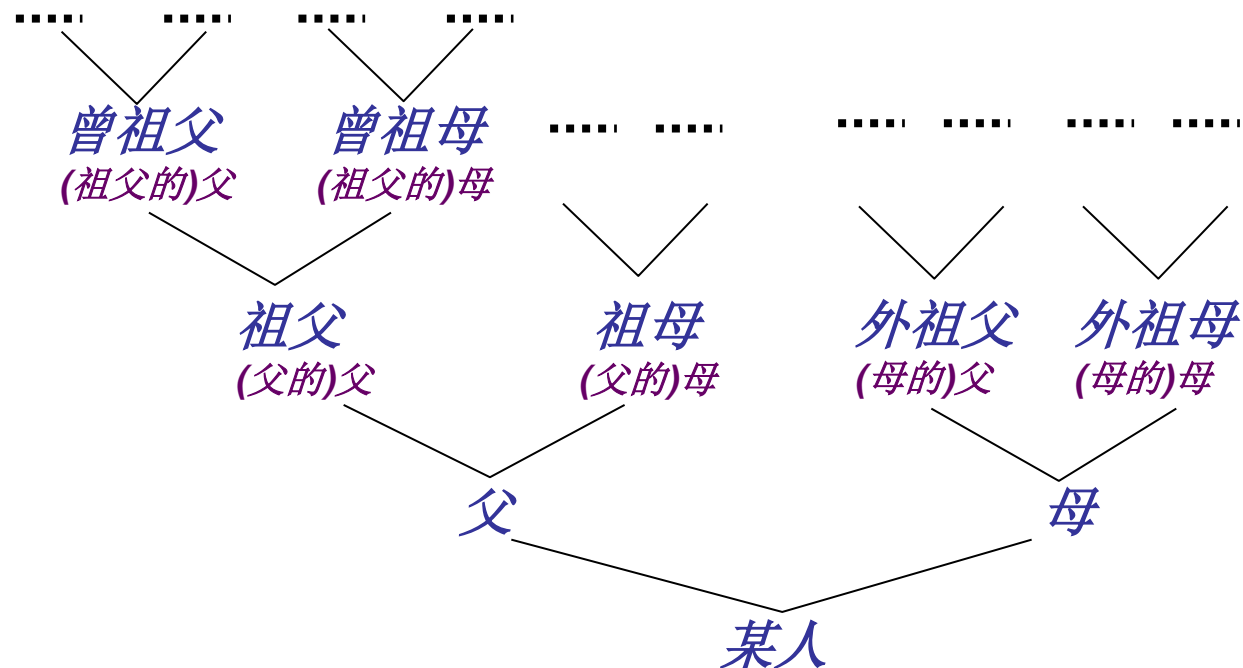 曾祖父 曾祖母
(祖父的)父 (祖父的)母
祖父 祖母 外祖父 外祖母
(父的)父 (父的)母 (母的)父 (母的)母
父 母
某人